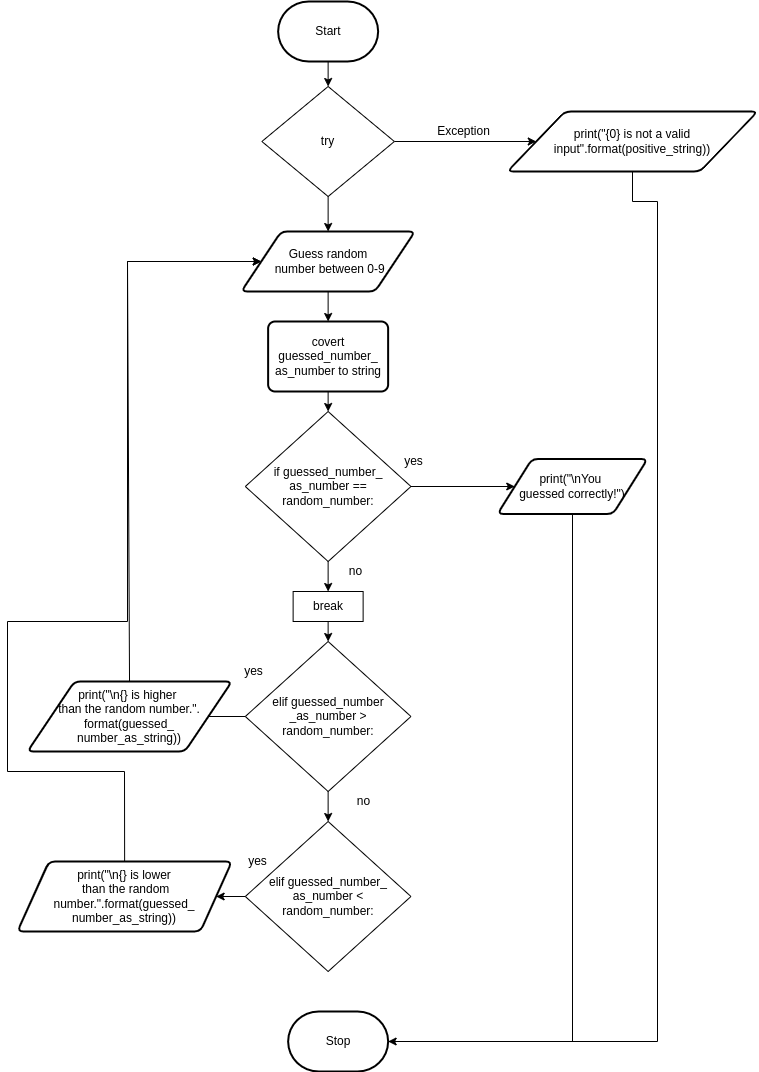 Start
try
Exception
print("{0} is not a valid
input".format(positive_string))
Guess random
number between 0-9
covert
guessed_number_
as_number to string
if guessed_number_
as_number ==
random_number:
yes
print("\nYou
guessed correctly!")
no
break
yes
elif guessed_number
_as_number >
random_number:
print("\n{} is higher
than the random number.".
format(guessed_
number_as_string))
no
yes
elif guessed_number_
as_number <
random_number:
print("\n{} is lower
than the random
number.".format(guessed_
number_as_string))
Stop